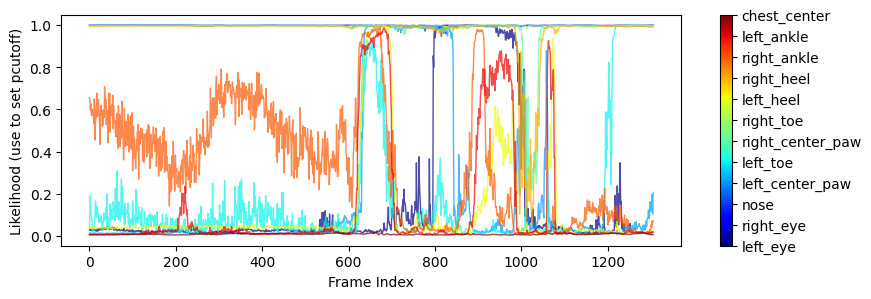 Likelihood (use to set pcutoff)
1.0
0.8
0.6
0.4
0.2
0.0
0
200
400
600
800
1000
1200
Frame Index
chest_center
left_ankle
right_ankle
right_heel
left_heel
right_toe
right_center_paw
left_toe
left_center_paw
nose
right_eye
left_eye